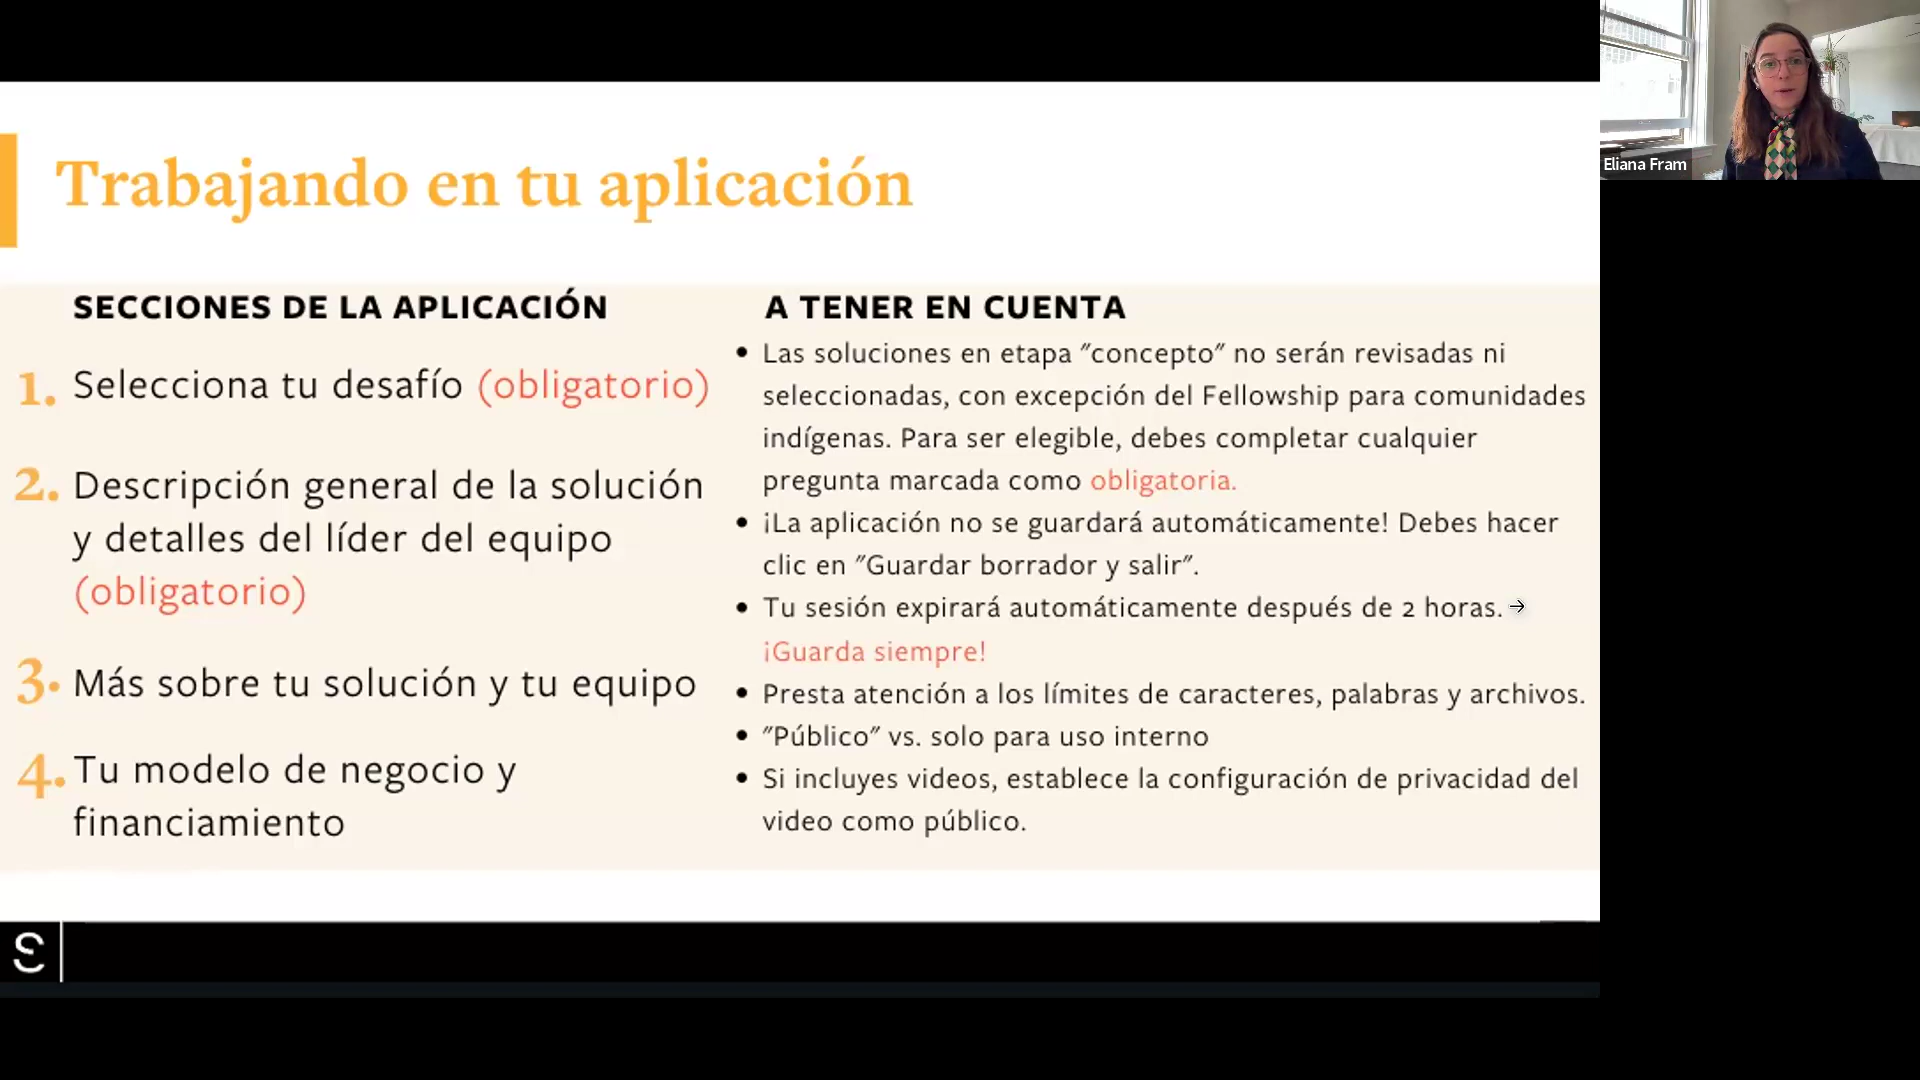 Trabajando en tu aplicación
SECCIONES DE LA APLICACIÓN
1. Selecciona tu desafío (obligatorio)
2. Descripción general de la solución
y detalles del líder del equipo
(obligatorio)
3. Más sobre tu solución y tu equipo
4. Tu modelo de negocio y
financiamiento
A TENER EN CUENTA
• Las soluciones en etapa "concepto" no serán revisadas ni
seleccionadas, con excepción del Fellowship para comunidades
indígenas. Para ser elegible, debes completar cualquier
pregunta marcada como obligatoria.
• ¡La aplicación no se guardará automáticamente! Debes hacer
clic en "Guardar borrador y salir".
• Tu sesión expirará automáticamente después de 2 horas. →
¡Guarda siempre!
• Presta atención a los límites de caracteres, palabras y archivos.
• "Público" vs. solo para uso interno
• Si incluyes videos, establece la configuración de privacidad del
video como público.
Eliana Fram